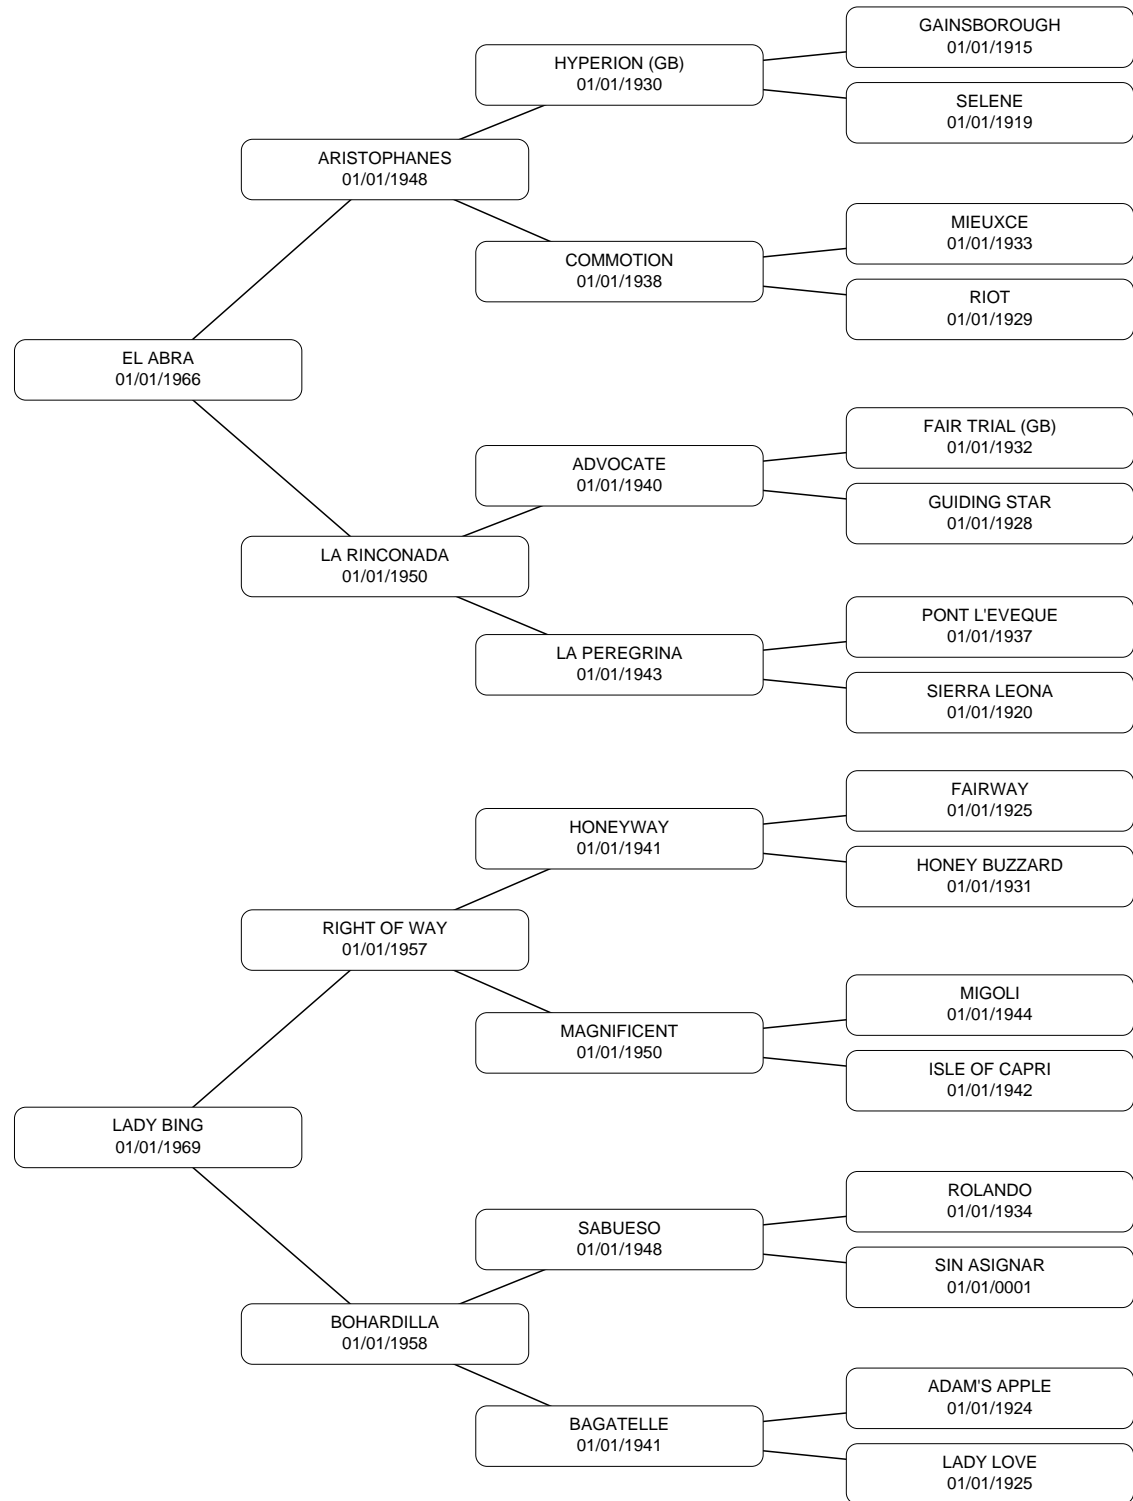 GAINSBOROUGH
01/01/1915
HYPERION (GB)
01/01/1930
SELENE
01/01/1919
ARISTOPHANES
01/01/1948
MIEUXCE
01/01/1933
COMMOTION
01/01/1938
RIOT
01/01/1929
EL ABRA
01/01/1966
FAIR TRIAL (GB)
01/01/1932
ADVOCATE
01/01/1940
GUIDING STAR
01/01/1928
LA RINCONADA
01/01/1950
PONT L'EVEQUE
01/01/1937
LA PEREGRINA
01/01/1943
SIERRA LEONA
01/01/1920
FAIRWAY
01/01/1925
HONEYWAY
01/01/1941
HONEY BUZZARD
01/01/1931
RIGHT OF WAY
01/01/1957
MIGOLI
01/01/1944
MAGNIFICENT
01/01/1950
ISLE OF CAPRI
01/01/1942
LADY BING
01/01/1969
ROLANDO
01/01/1934
SABUESO
01/01/1948
SIN ASIGNAR
01/01/0001
BOHARDILLA
01/01/1958
ADAM'S APPLE
01/01/1924
BAGATELLE
01/01/1941
LADY LOVE
01/01/1925